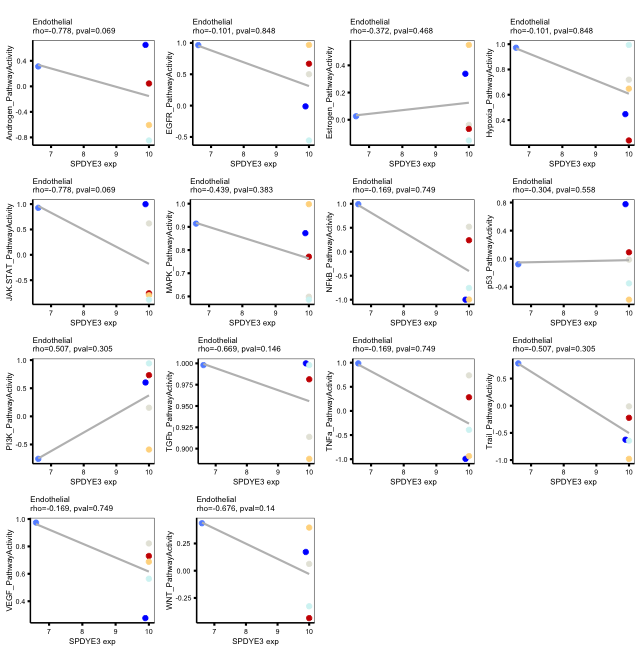 Endothelial
rho=-0.778, pval=0.069
Androgen_PathwayActivity
0.4
0.0
-0.4
-0.8
7 8 9 10
SPDYE3 exp
Endothelial
rho=-0.101, pval=0.848
EGFR_PathwayActivity
1.0
0.5
0.0
-0.5
7 8 9 10
SPDYE3 exp
Endothelial
rho=-0.372, pval=0.468
Estrogen_PathwayActivity
0.4
0.2
0.0
7 8 9 10
SPDYE3 exp
Endothelial
rho=-0.101, pval=0.848
Hypoxia_PathwayActivity
1.0
0.8
0.6
0.4
7 8 9 10
SPDYE3 exp
Endothelial
rho=-0.778, pval=0.069
JAK.STAT_PathwayActivity
1.0
0.5
0.0
-0.5
7 8 9 10
SPDYE3 exp
Endothelial
rho=-0.439, pval=0.383
MAPK_PathwayActivity
1.0
0.9
0.8
0.7
0.6
7 8 9 10
SPDYE3 exp
Endothelial
rho=-0.169, pval=0.749
NFkB_PathwayActivity
1.0
0.5
0.0
-0.5
-1.0
7 8 9 10
SPDYE3 exp
Endothelial
rho=-0.304, pval=0.558
p53_PathwayActivity
0.8
0.4
0.0
-0.4
7 8 9 10
SPDYE3 exp
Endothelial
rho=0.507, pval=0.305
PI3K_PathwayActivity
1.0
0.5
0.0
-0.5
7 8 9 10
SPDYE3 exp
Endothelial
rho=-0.669, pval=0.146
TGFb_PathwayActivity
1.000
0.975
0.950
0.925
0.900
7 8 9 10
SPDYE3 exp
Endothelial
rho=-0.169, pval=0.749
TNFa_PathwayActivity
1.0
0.5
0.0
-0.5
-1.0
7 8 9 10
SPDYE3 exp
Endothelial
rho=-0.507, pval=0.305
Trail_PathwayActivity
0.5
0.0
-0.5
-1.0
7 8 9 10
SPDYE3 exp
Endothelial
rho=-0.169, pval=0.749
VEGF_PathwayActivity
1.0
0.8
0.6
0.4
7 8 9 10
SPDYE3 exp
Endothelial
rho=-0.676, pval=0.14
WNT_PathwayActivity
0.25
0.00
-0.25
7 8 9 10
SPDYE3 exp